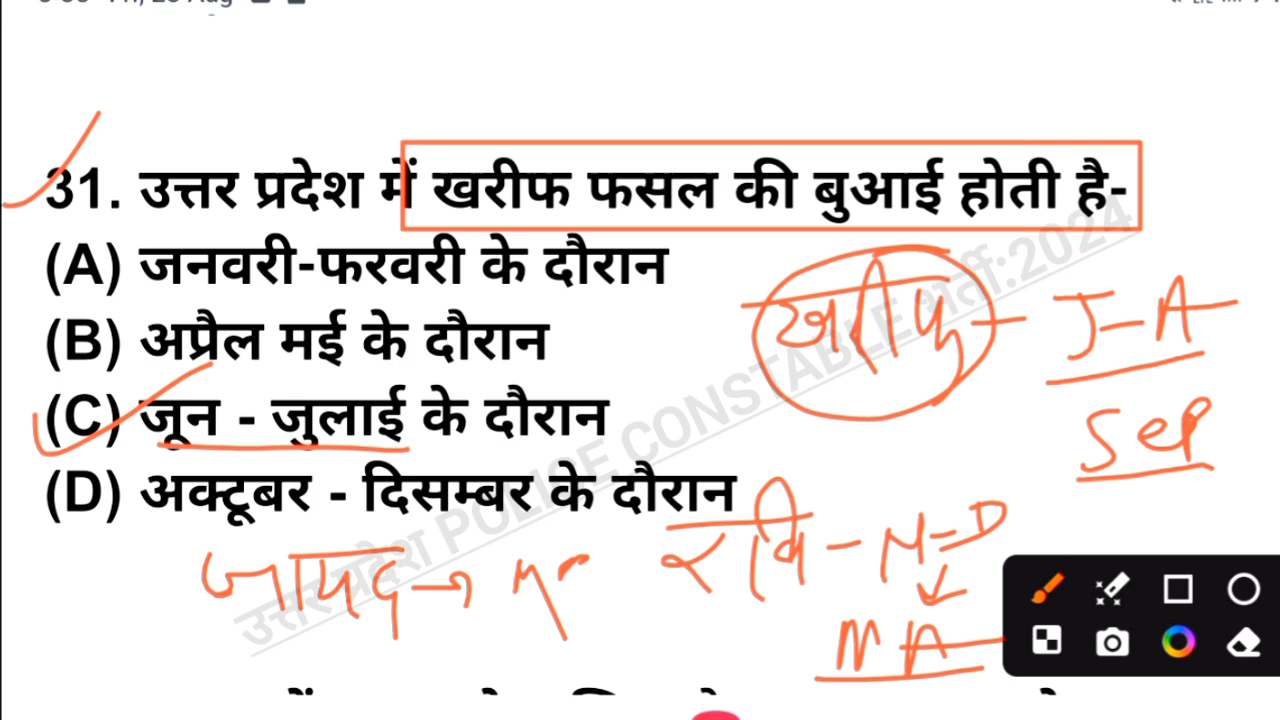 31. उत्तर प्रदेश में खरीफ फसल की बुआई होती है-
(A) जनवरी-फरवरी के दौरान
(B) अप्रैल मई के दौरान
(C) जून - जुलाई के दौरान
(D) अक्टूबर - दिसम्बर के दौरान
उत्तर प्रदेश POLICE CONSTABLE भर्ती:2024
खरीफ - J-A
Sep
रबि - N-D
जायद →